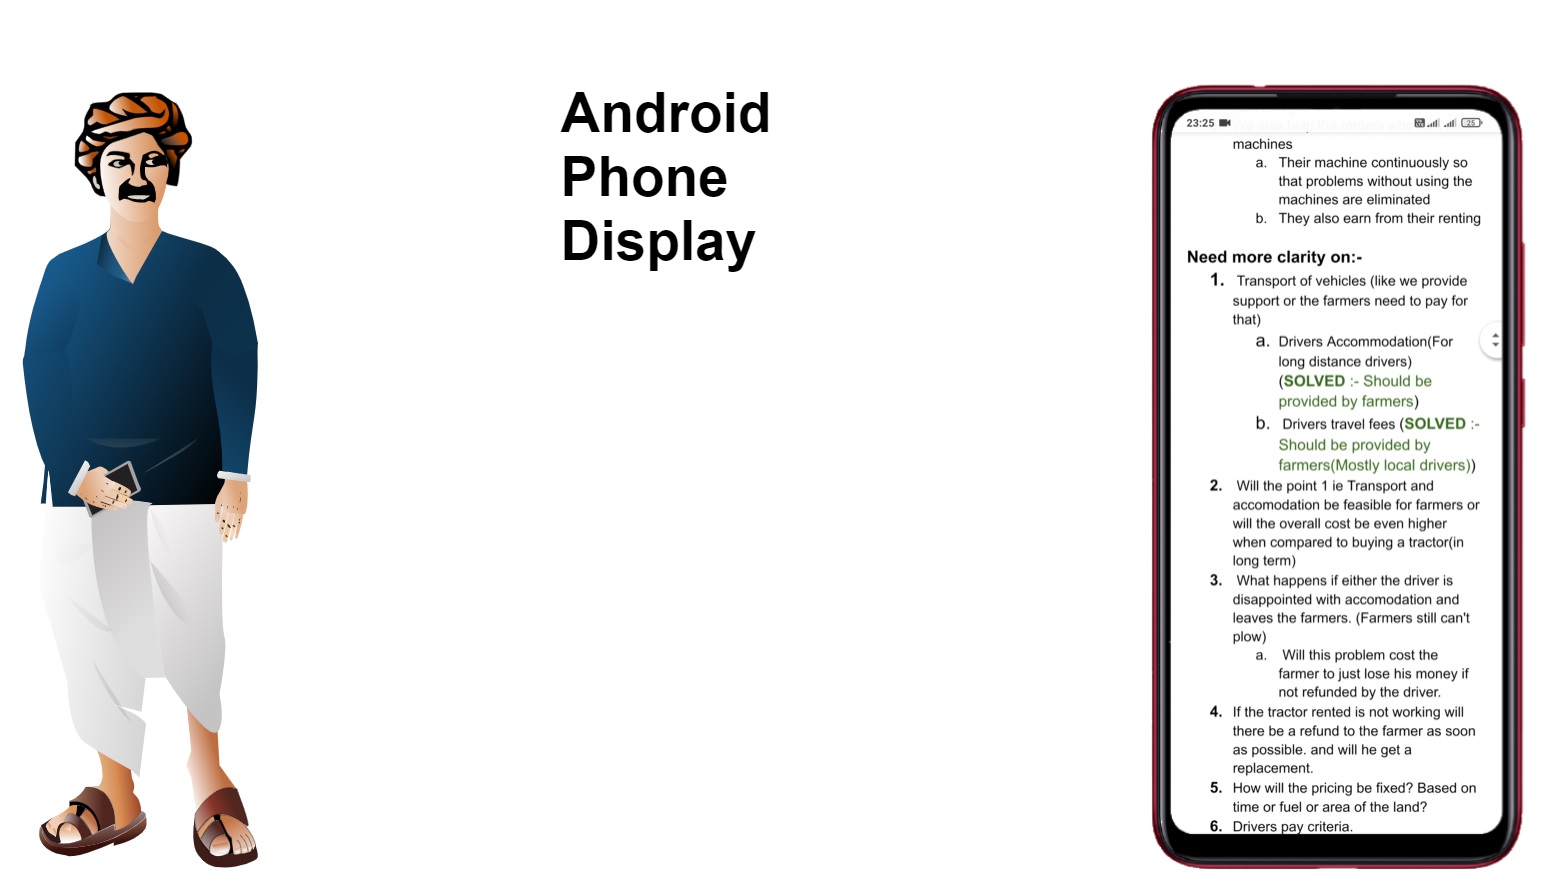 Android
Phone
Display
23:25
25
machines
a. Their machine continuously so
that problems without using the
machines are eliminated
b. They also earn from their renting
Need more clarity on:-
1. Transport of vehicles (like we provide
support or the farmers need to pay for
that)
a. Drivers Accommodation(For
long distance drivers)
(SOLVED :- Should be
provided by farmers)
b. Drivers travel fees (SOLVED :-
Should be provided by
farmers(Mostly local drivers))
2. Will the point 1 ie Transport and
accomodation be feasible for farmers or
will the overall cost be even higher
when compared to buying a tractor(in
long term)
3. What happens if either the driver is
disappointed with accomodation and
leaves the farmers. (Farmers still can't
plow)
a. Will this problem cost the
farmer to just lose his money if
not refunded by the driver.
4. If the tractor rented is not working will
there be a refund to the farmer as soon
as possible. and will he get a
replacement.
5. How will the pricing be fixed? Based on
time or fuel or area of the land?
6. Drivers pay criteria.